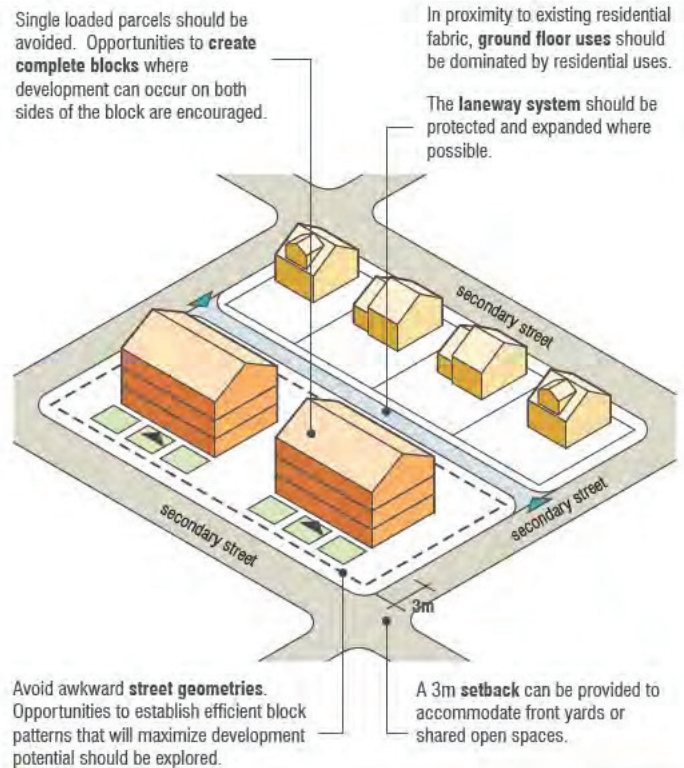 Single loaded parcels should be
avoided. Opportunities to create
complete blocks where
development can occur on both
sides of the block are encouraged.
In proximity to existing residential
fabric, ground floor uses should
be dominated by residential uses.
The laneway system should be
protected and expanded where
possible.
secondary street
secondary street
secondary street
3m
Avoid awkward street geometries.
Opportunities to establish efficient block
patterns that will maximize development
potential should be explored.
A 3m setback can be provided to
accommodate front yards or
shared open spaces.